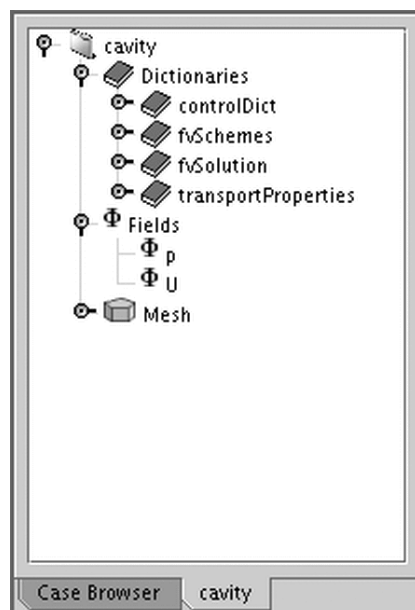 cavity
Dictionaries
controlDict
fvSchemes
fvSolution
transportProperties
Φ Fields
Φ p
Φ U
Mesh
Case Browser cavity